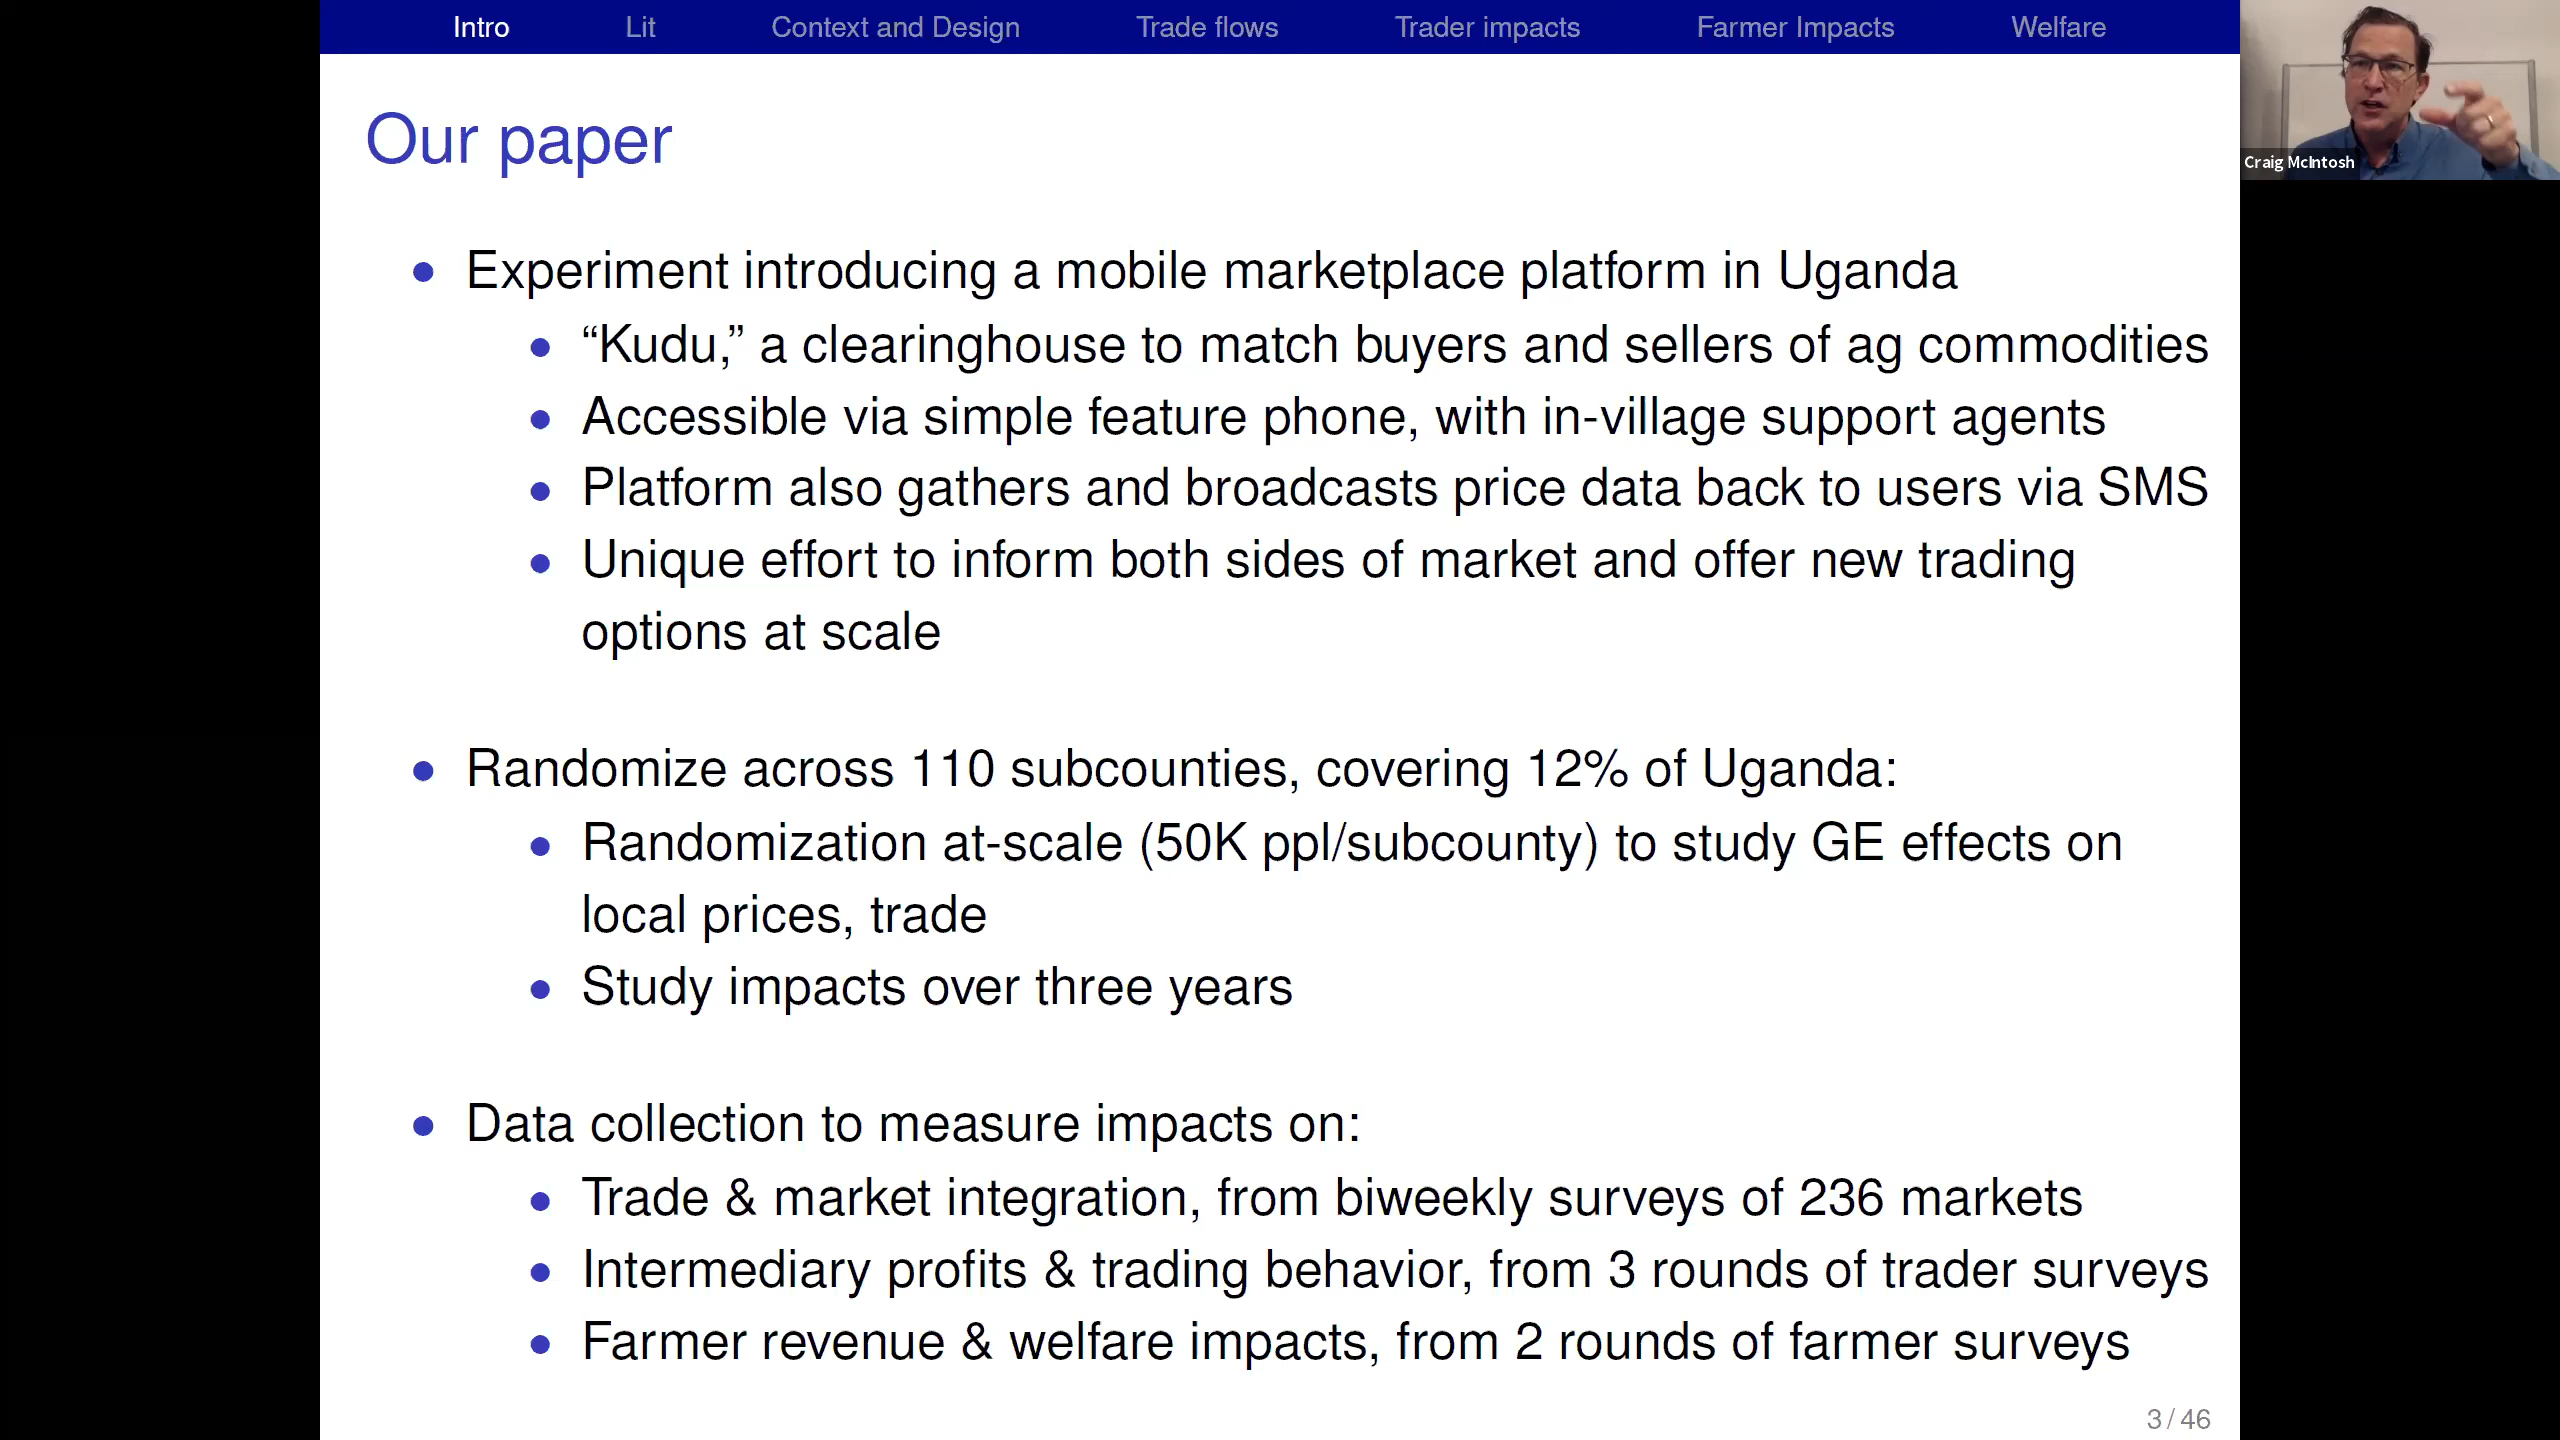 Intro Lit Context and Design Trade flows Trader impacts Farmer Impacts Welfare
Craig McIntosh
Our paper
• Experiment introducing a mobile marketplace platform in Uganda
• “Kudu,” a clearinghouse to match buyers and sellers of ag commodities
• Accessible via simple feature phone, with in-village support agents
• Platform also gathers and broadcasts price data back to users via SMS
• Unique effort to inform both sides of market and offer new trading
options at scale
• Randomize across 110 subcounties, covering 12% of Uganda:
• Randomization at-scale (50K ppl/subcounty) to study GE effects on
local prices, trade
• Study impacts over three years
• Data collection to measure impacts on:
• Trade & market integration, from biweekly surveys of 236 markets
• Intermediary profits & trading behavior, from 3 rounds of trader surveys
• Farmer revenue & welfare impacts, from 2 rounds of farmer surveys
3 / 46